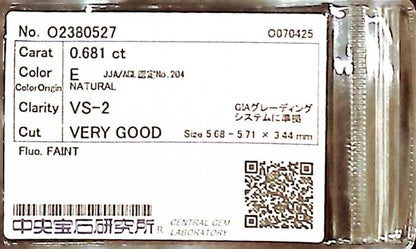 No. O2380527 O070425
Carat 0.681 ct
Color E JJA/AGL認定No.204
ColorOrigin NATURAL
Clarity VS-2 GIAグレーディング
システムに準拠
Cut VERY GOOD Size 5.68 - 5.71 × 3.44 mm
Fluo. FAINT
中央宝石研究所 R CENTRAL GEM
LABORATORY